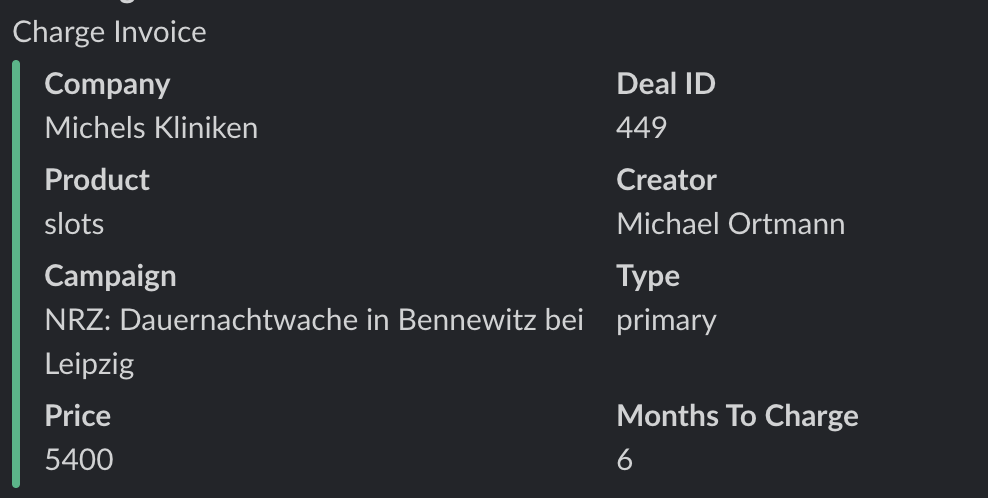 Charge Invoice
Company
Deal ID
Michels Kliniken
449
Product
Creator
slots
Michael Ortmann
Campaign
Type
NRZ: Dauernachtwache in Bennewitz bei
primary
Leipzig
Price
Months To Charge
5400
6